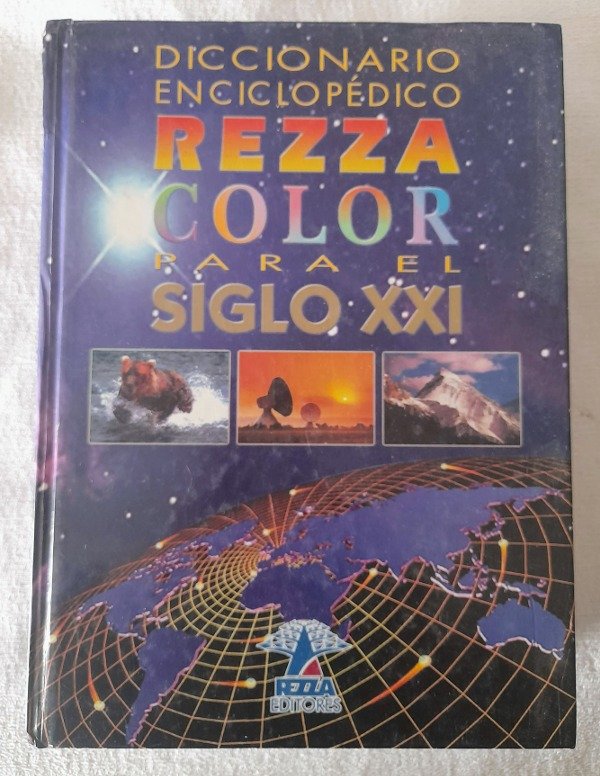 DICCIONARIO
ENCICLOPÉDICO
REZZA
COLOR
PARA EL
SIGLO XXI
REZZA
EDITORES